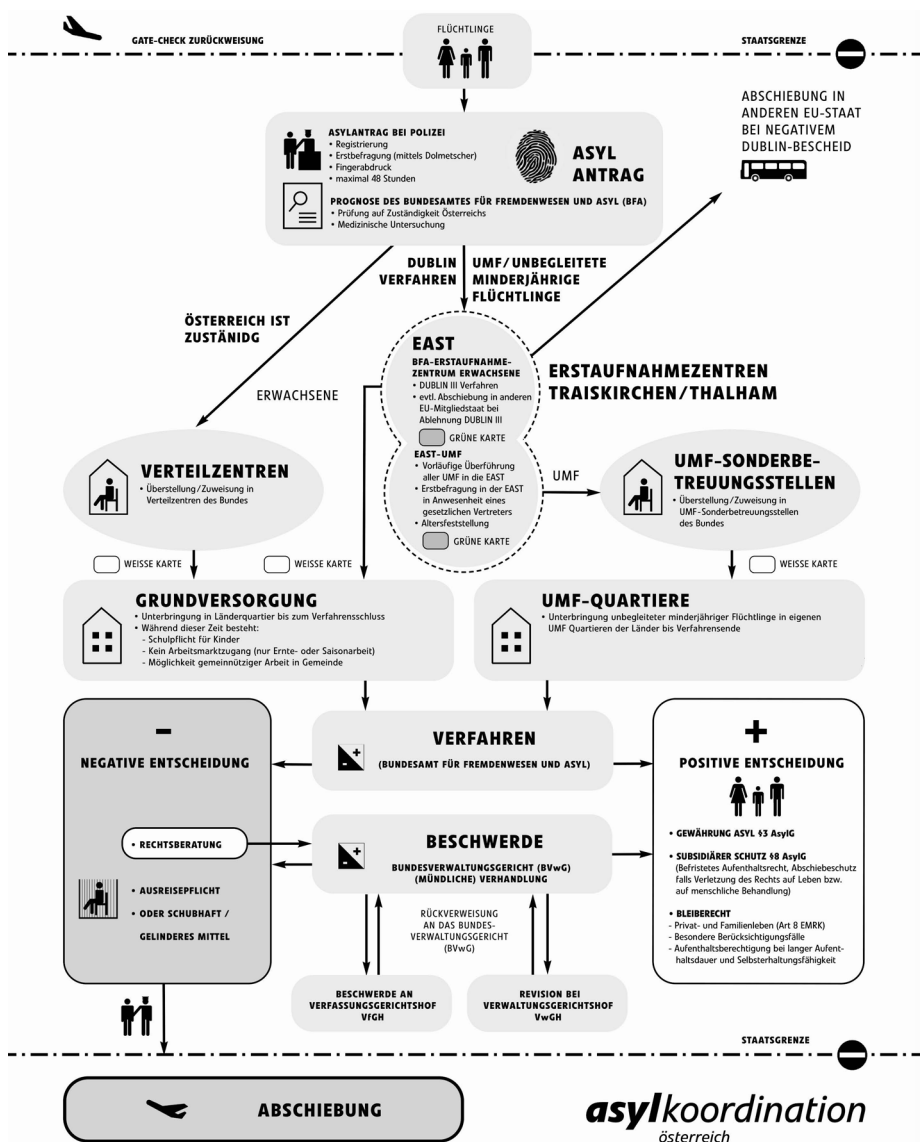 FLÜCHTLINGE
GATE-CHECK ZURÜCKWEISUNG
STAATSGRENZE
ABSCHIEBUNG IN
ANDEREN EU-STAAT
BEI NEGATIVEM
DUBLIN-BESCHEID
ASYLANTRAG BEI POLIZEI
• Registrierung
• Erstbefragung (mittels Dolmetscher)
• Fingerabdruck
• maximal 48 Stunden
ASYL
ANTRAG
PROGNOSE DES BUNDESAMTES FÜR FREMDENWESEN UND ASYL (BFA)
• Prüfung auf Zuständigkeit Österreichs
• Medizinische Untersuchung
DUBLIN
VERFAHREN
UMF/UNBEGLEITETE
MINDERJÄHRIGE
FLÜCHTLINGE
ÖSTERREICH IST
ZUSTÄNIDG
ERWACHSENE
EAST
BFA-ERSTAUFNAHME-
ZENTRUM ERWACHSENE
• DUBLIN III Verfahren
• evtl. Abschiebung in anderen
EU-Mitgliedstaat bei
Ablehnung DUBLIN III
GRÜNE KARTE
EAST-UMF
• Vorläufige Überführung
aller UMF in die EAST
• Erstbefragung in der EAST
in Anwesenheit eines
gesetzlichen Vertreters
• Altersfeststellung
GRÜNE KARTE
ERSTAUFNAHMEZENTREN
TRAISKIRCHEN/THALHAM
VERTEILZENTREN
• Überstellung/Zuweisung in
Verteilzentren des Bundes
UMF
UMF-SONDERBE-
TREUUNGSSTELLEN
• Überstellung/Zuweisung in
UMF-Sonderbetreuungsstellen
des Bundes
WEISSE KARTE
WEISSE KARTE
WEISSE KARTE
GRUNDVERSORGUNG
• Unterbringung in Länderquartier bis zum Verfahrensschluss
• Während dieser Zeit besteht:
- Schulpflicht für Kinder
- Kein Arbeitsmarktzugang (nur Ernte- oder Saisonarbeit)
- Möglichkeit gemeinnütziger Arbeit in Gemeinde
UMF-QUARTIERE
• Unterbringung unbegleiteter minderjähriger Flüchtlinge in eigenen
UMF Quartieren der Länder bis Verfahrensende
-
NEGATIVE ENTSCHEIDUNG
• RECHTSBERATUNG
• AUSREISEPFLICHT
• ODER SCHUBHAFT /
GELINDERES MITTEL
VERFAHREN
(BUNDESAMT FÜR FREMDENWESEN UND ASYL)
BESCHWERDE
BUNDESVERWALTUNGSGERICHT (BVwG)
(MÜNDLICHE) VERHANDLUNG
RÜCKVERWEISUNG
AN DAS BUNDES-
VERWALTUNGSGERICHT
(BVwG)
BESCHWERDE AN
VERFASSUNGSGERICHTSHOF
VfGH
REVISION BEI
VERWALTUNGSGERICHTSHOF
VwGH
+
POSITIVE ENTSCHEIDUNG
• GEWÄHRUNG ASYL §3 AsylG
• SUBSIDIÄRER SCHUTZ §8 AsylG
(Befristetes Aufenthaltsrecht, Abschiebeschutz
falls Verletzung des Rechts auf Leben bzw.
auf menschliche Behandlung)
• BLEIBERECHT
- Privat- und Familienleben (Art 8 EMRK)
- Besondere Berücksichtigungsfälle
- Aufenthaltsberechtigung bei langer Aufent-
haltsdauer und Selbsterhaltungsfähigkeit
STAATSGRENZE
ABSCHIEBUNG
asylkoordination
österreich